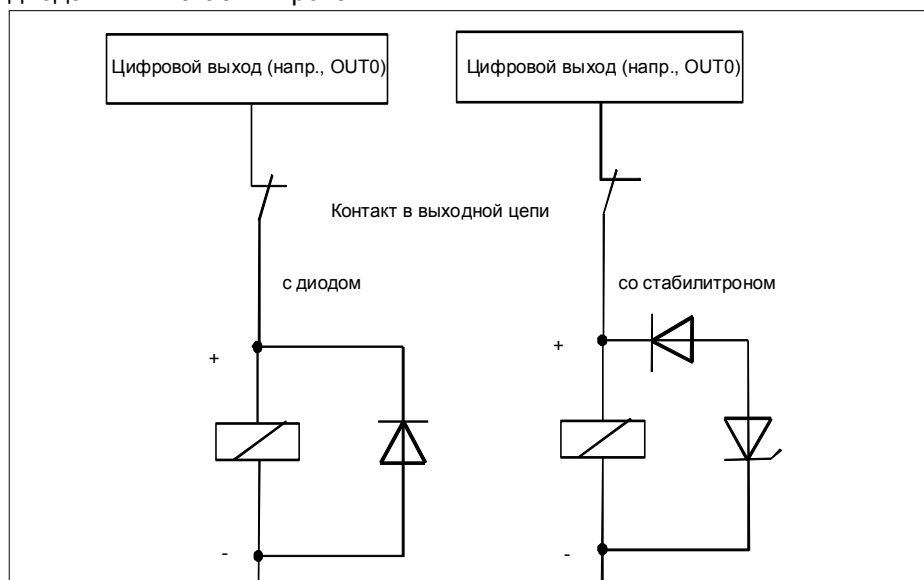 Цифровой выход (напр., OUT0)
Цифровой выход (напр., OUT0)
Контакт в выходной цепи
с диодом
со стабилитроном
+
+
-
-